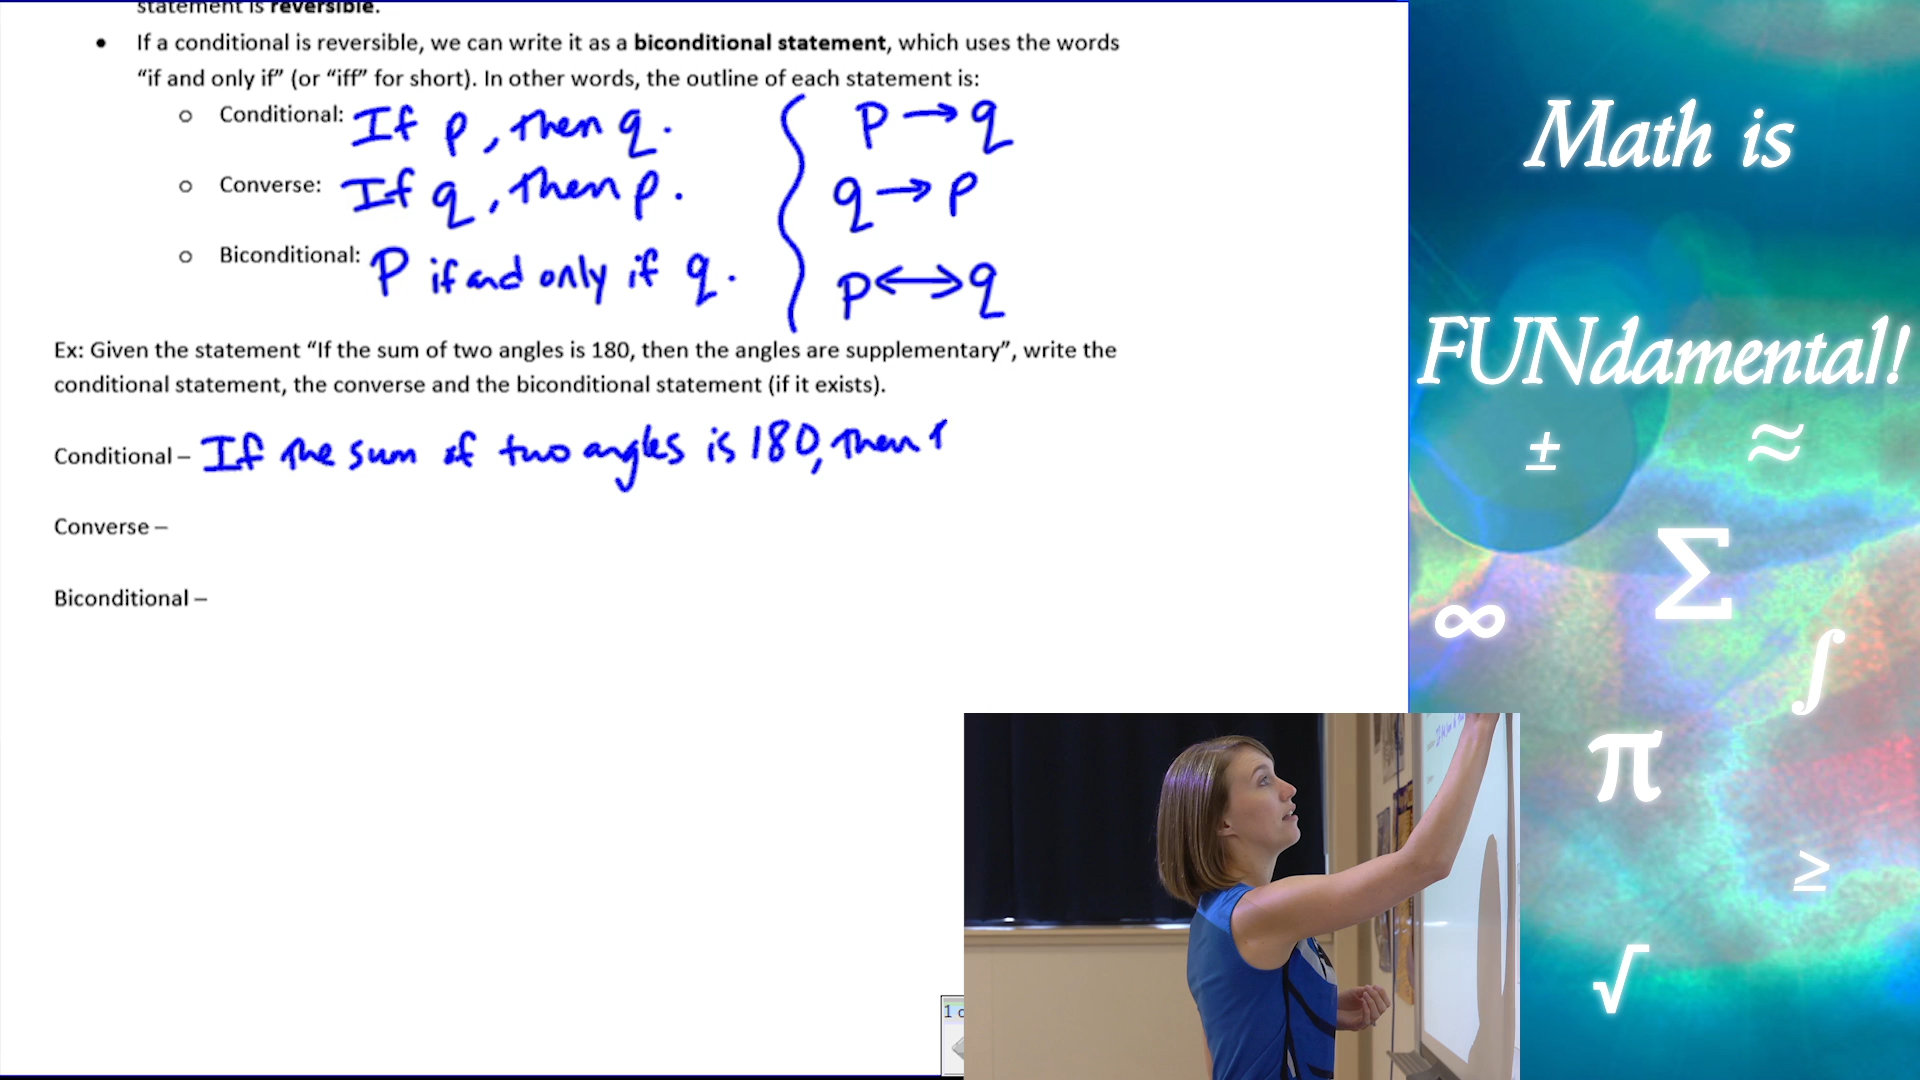 statement is reversible.
• If a conditional is reversible, we can write it as a biconditional statement, which uses the words
“if and only if” (or “iff” for short). In other words, the outline of each statement is:
o Conditional: If p, then q. p → q
o Converse: If q, then p. q → p
o Biconditional: P if and only if q. p ↔ q
Ex: Given the statement “If the sum of two angles is 180, then the angles are supplementary”, write the
conditional statement, the converse and the biconditional statement (if it exists).
Conditional – If the sum of two angles is 180, then
Converse –
Biconditional –
1 o
Math is
FUNdamental!
± ≈
Σ
∞
∫
π
≥
√